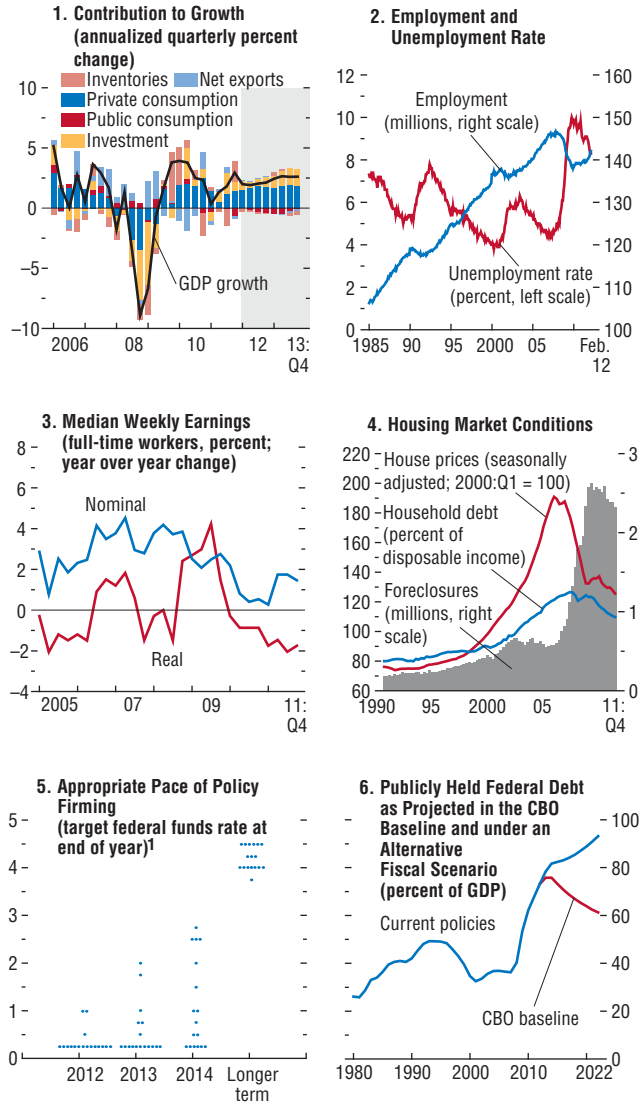 1. Contribution to Growth
(annualized quarterly percent
change)
10
Inventories
Net exports
Private consumption
Public consumption
Investment
5
0
–5
–10
GDP growth
2006
08
10
12
13:
Q4
2. Employment and
Unemployment Rate
12
10
8
6
4
2
0
160
150
140
130
120
110
100
Employment
(millions, right scale)
Unemployment rate
(percent, left scale)
1985
90
95
2000
05
Feb.
12
3. Median Weekly Earnings
(full-time workers, percent;
year over year change)
8
6
4
2
0
–2
–4
Nominal
Real
2005
07
09
11:
Q4
4. Housing Market Conditions
220
200
180
160
140
120
100
80
60
3
2
1
0
House prices (seasonally
adjusted; 2000:Q1 = 100)
Household debt
(percent of
disposable income)
Foreclosures
(millions, right
scale)
1990
95
2000
05
11:
Q4
5. Appropriate Pace of Policy
Firming
(target federal funds rate at
end of year)1
5
4
3
2
1
0
2012
2013
2014
Longer
term
6. Publicly Held Federal Debt
as Projected in the CBO
Baseline and under an
Alternative
Fiscal Scenario
(percent of GDP)
100
80
60
40
20
0
Current policies
CBO baseline
1980
1990
2000
2010
2022